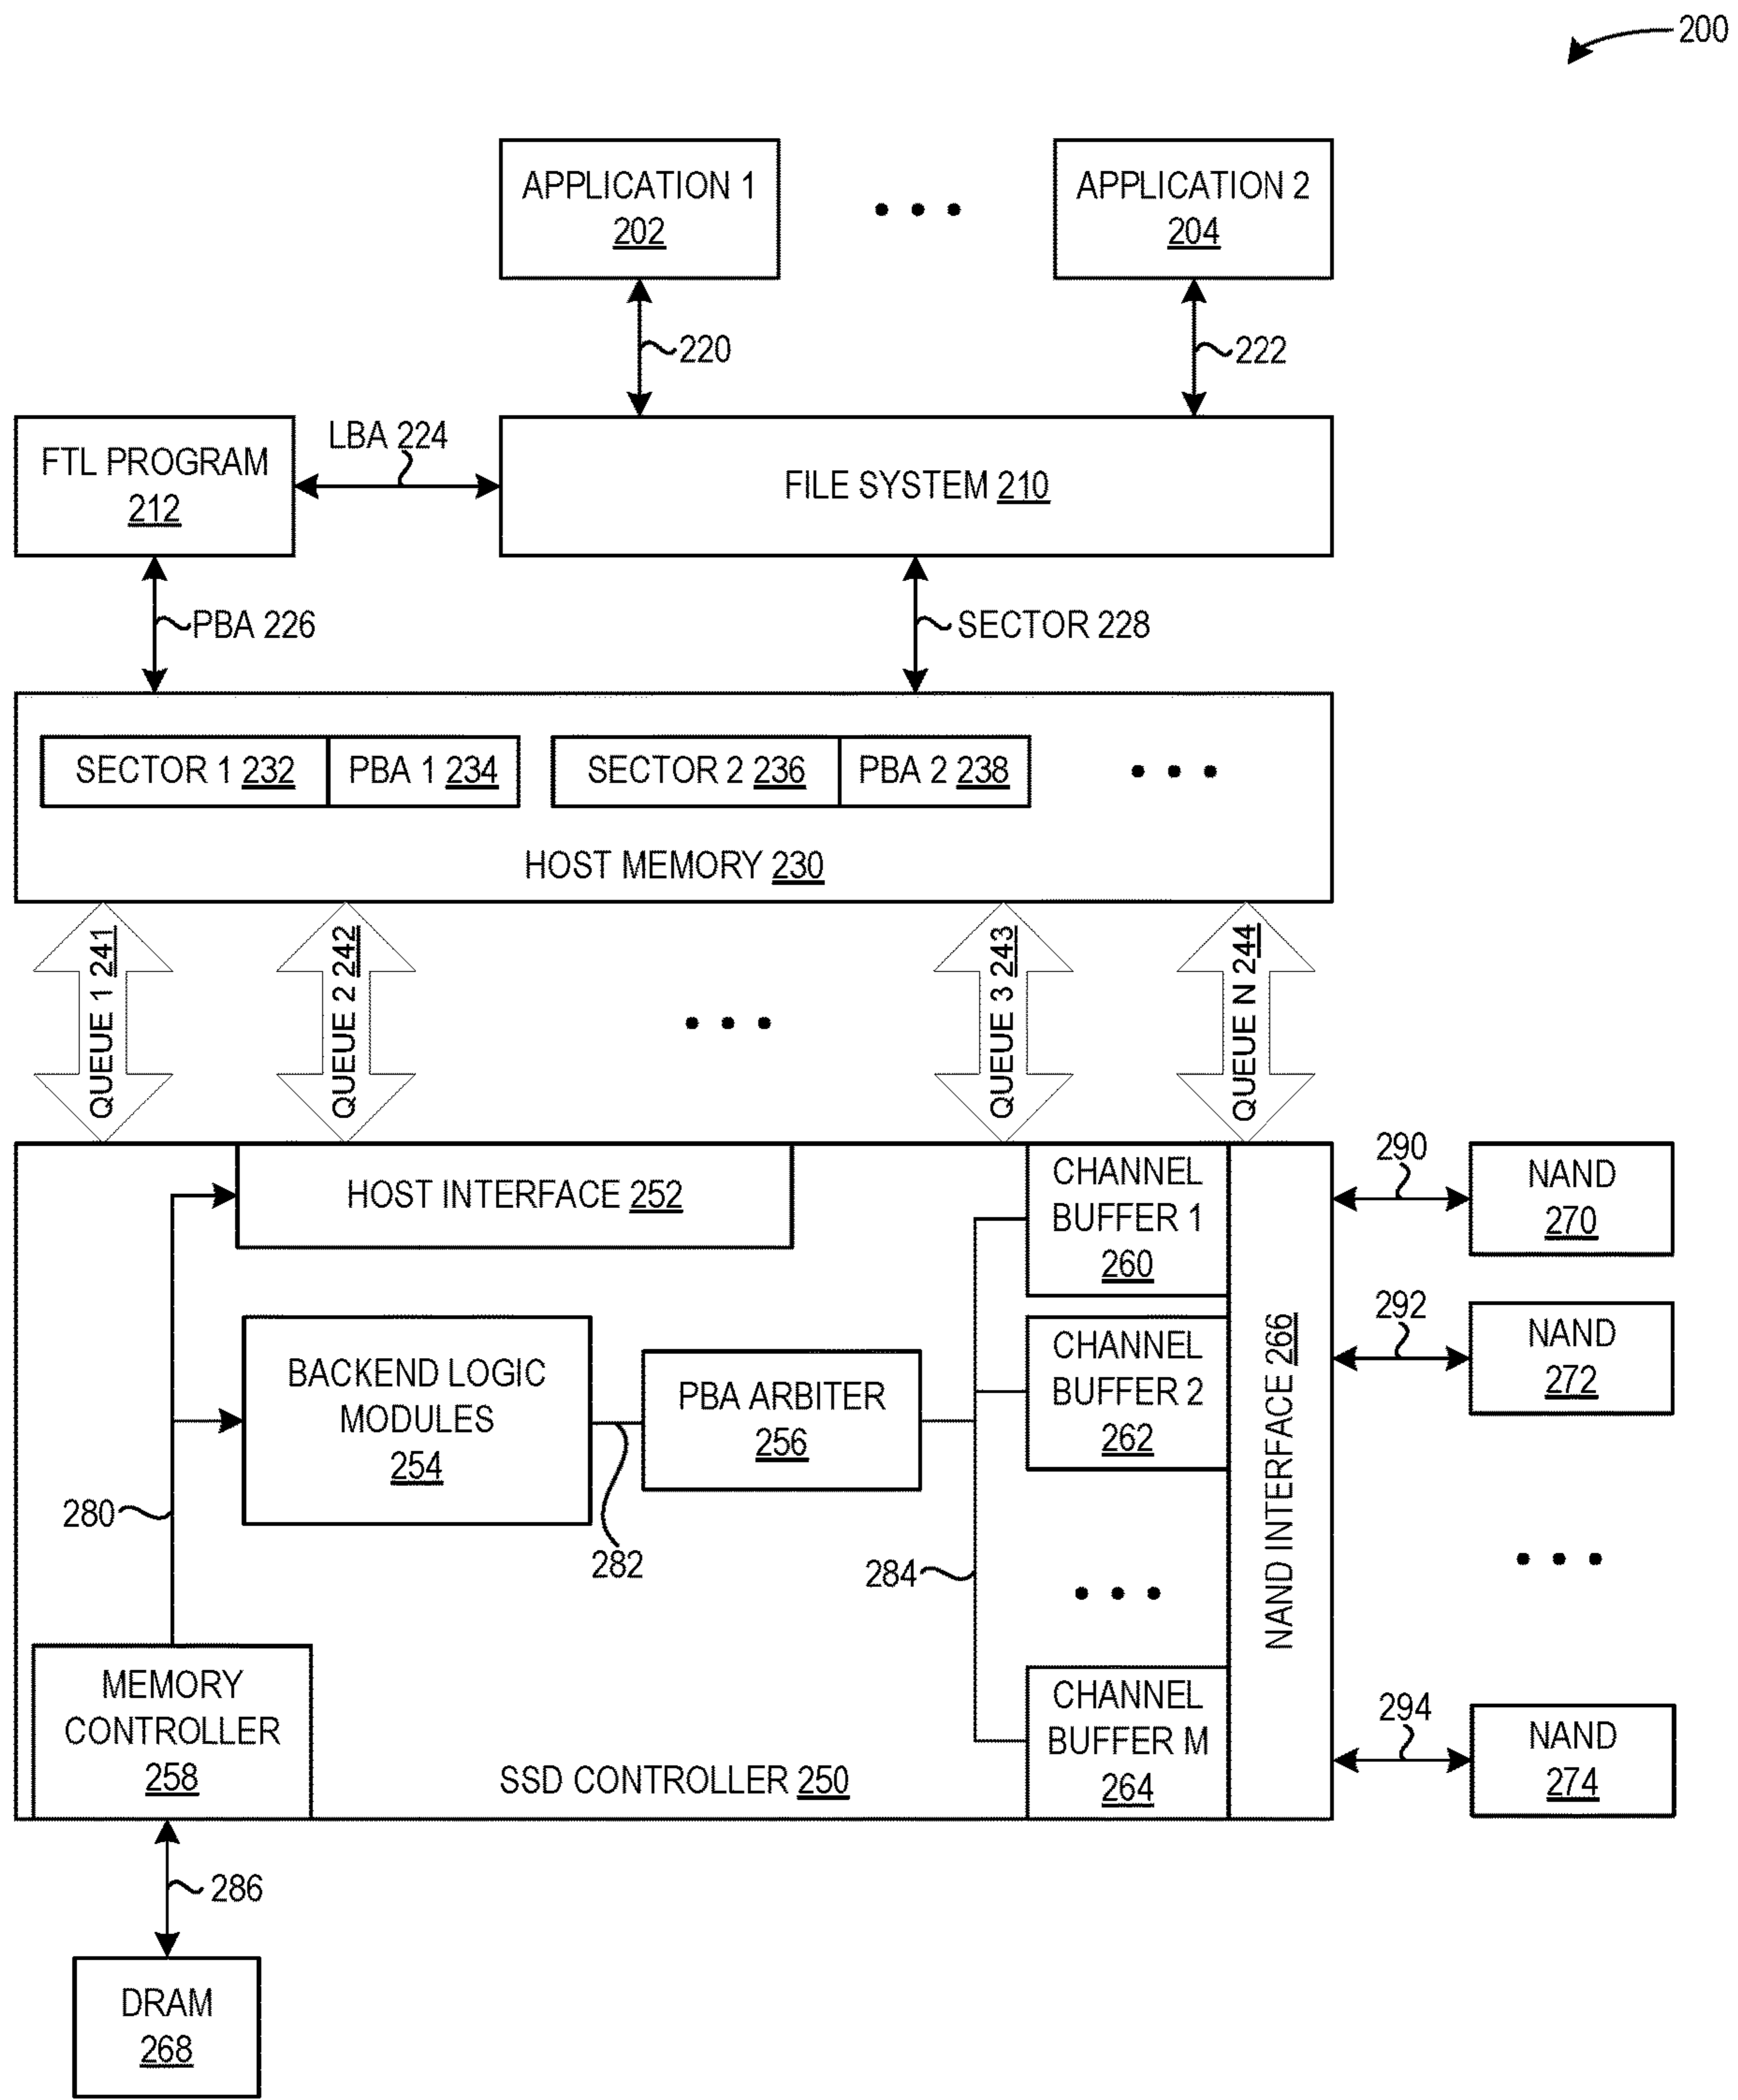 200
APPLICATION 1
202
APPLICATION 2
204
220
222
FTL PROGRAM
212
LBA 224
FILE SYSTEM 210
PBA 226
SECTOR 228
SECTOR 1 232
PBA 1 234
SECTOR 2 236
PBA 2 238
HOST MEMORY 230
QUEUE 1 241
QUEUE 2 242
QUEUE 3 243
QUEUE N 244
HOST INTERFACE 252
CHANNEL
BUFFER 1
260
290
NAND
270
BACKEND LOGIC
MODULES
254
PBA ARBITER
256
CHANNEL
BUFFER 2
262
NAND INTERFACE 266
292
NAND
272
280
282
284
MEMORY
CONTROLLER
258
SSD CONTROLLER 250
CHANNEL
BUFFER M
264
294
NAND
274
286
DRAM
268